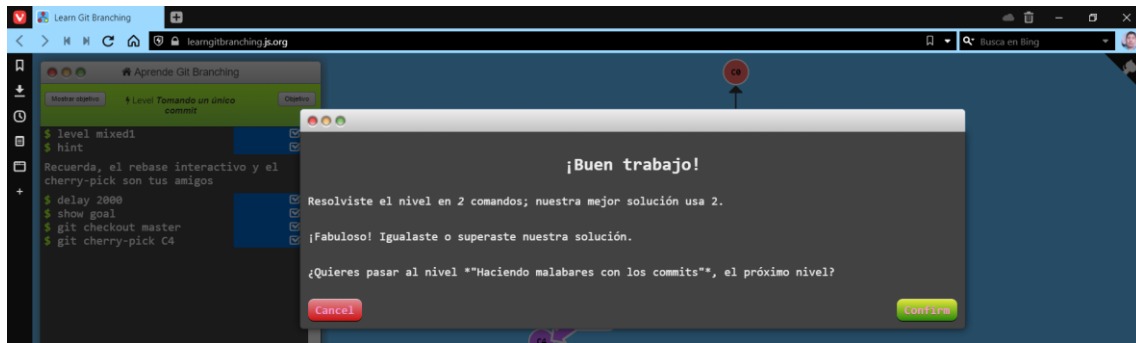 Learn Git Branching
learngitbranching.js.org
Busca en Bing
Aprende Git Branching
Mostrar objetivo
Level Tomando un único
commit
Objetivo
$ level mixed1
$ hint
Recuerda, el rebase interactivo y el
cherry-pick son tus amigos
$ delay 2000
$ show goal
$ git checkout master
$ git cherry-pick C4
C0
¡Buen trabajo!
Resolviste el nivel en 2 comandos; nuestra mejor solución usa 2.
¡Fabuloso! Igualaste o superaste nuestra solución.
¿Quieres pasar al nivel *"Haciendo malabares con los commits"*, el próximo nivel?
Cancel
Confirm